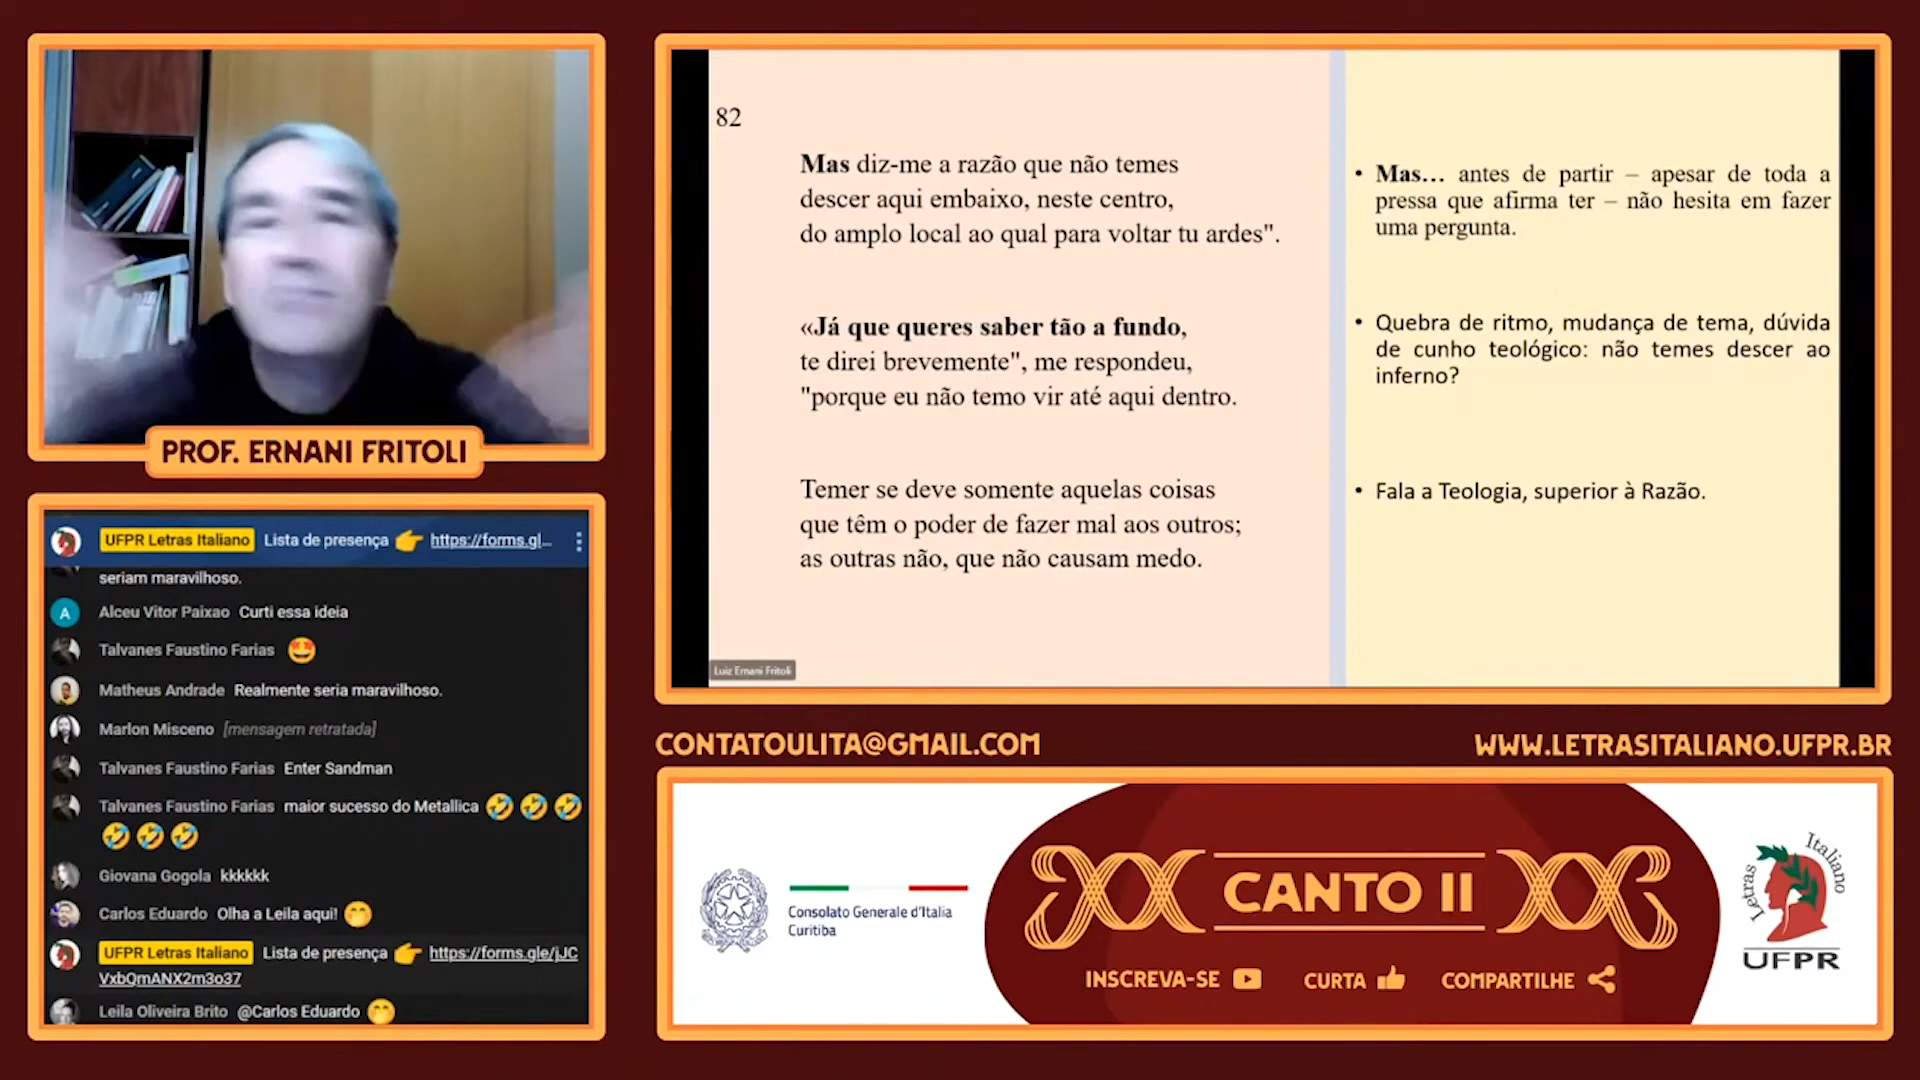 PROF. ERNANI FRITOLI
UFPR Letras Italiano Lista de presença https://forms.gl...
seriam maravilhoso.
A Alceu Vitor Paixao Curti essa ideia
Talvanes Faustino Farias
Matheus Andrade Realmente seria maravilhoso.
Marlon Misceno [mensagem retratada]
Talvanes Faustino Farias Enter Sandman
Talvanes Faustino Farias maior sucesso do Metallica
Giovana Gogola kkkkkk
Carlos Eduardo Olha a Leila aqui!
UFPR Letras Italiano Lista de presença https://forms.gle/jJC
VxbQmANX2m3o37
Leila Oliveira Brito @Carlos Eduardo
82
Mas diz-me a razão que não temes
descer aqui embaixo, neste centro,
do amplo local ao qual para voltar tu ardes".
«Já que queres saber tão a fundo,
te direi brevemente", me respondeu,
"porque eu não temo vir até aqui dentro.
Temer se deve somente aquelas coisas
que têm o poder de fazer mal aos outros;
as outras não, que não causam medo.
Luiz Ernani Fritoli
• Mas... antes de partir – apesar de toda a
pressa que afirma ter – não hesita em fazer
uma pergunta.
• Quebra de ritmo, mudança de tema, dúvida
de cunho teológico: não temes descer ao
inferno?
• Fala a Teologia, superior à Razão.
CONTATOULITA@GMAIL.COM
WWW.LETRASITALIANO.UFPR.BR
Consolato Generale d'Italia
Curitiba
CANTO II
INSCREVA-SE CURTA COMPARTILHE
Letras Italiano
UFPR